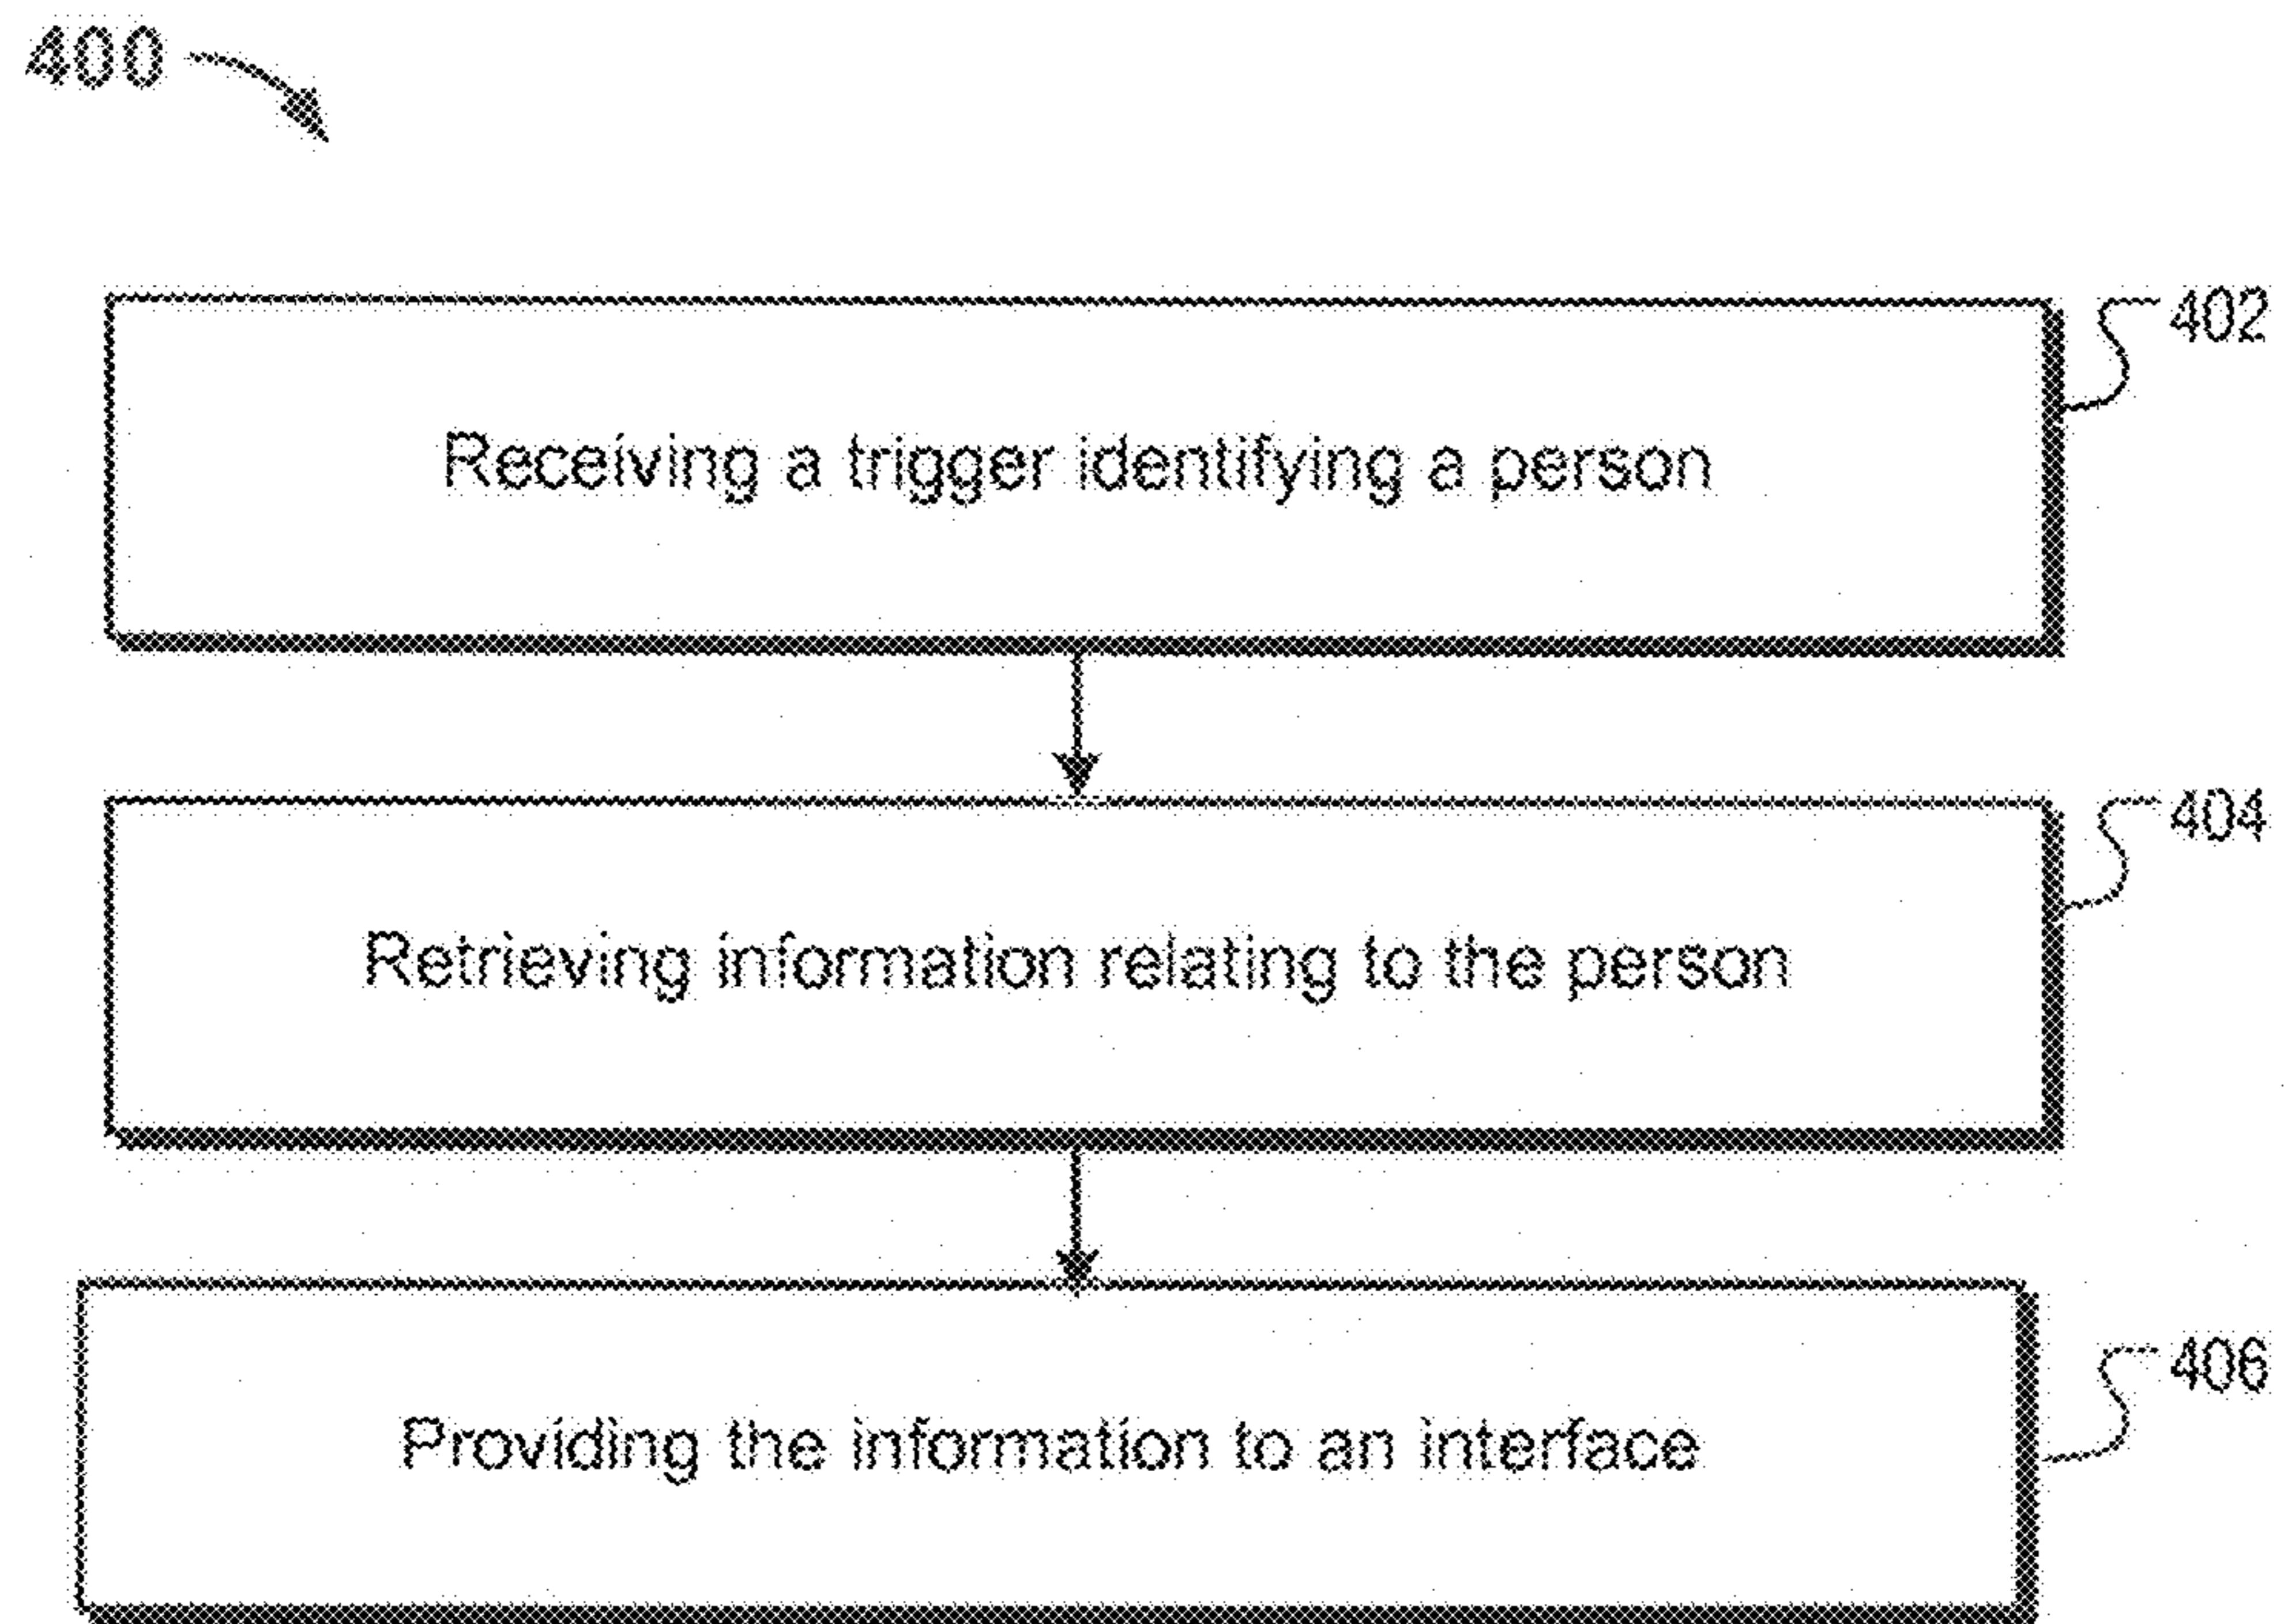 400
402
Receiving a trigger identifying a person
404
Retrieving information relating to the person
406
Providing the information to an interface